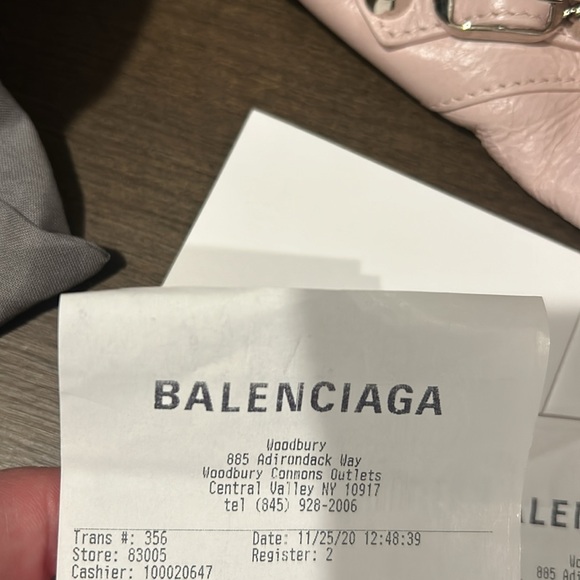 BALENCIAGA
Woodbury
885 Adirondack Way
Woodbury Commons Outlets
Central Valley NY 10917
tel (845) 928-2006
Trans #: 356 Date: 11/25/20 12:48:39
Store: 83005 Register: 2
Cashier: 100020647
LEN
885 Adi